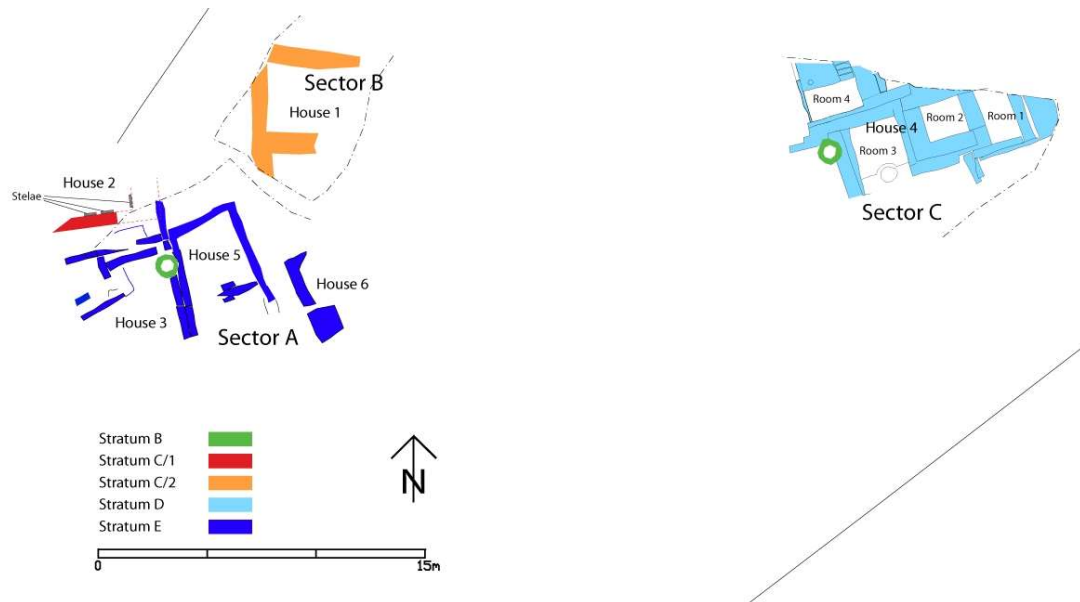 Sector B
House 1
House 2
Stelae
House 5
House 6
House 3
Sector A
Room 4
House 4
Room 2
Room 1
Room 3
Sector C
Stratum B
Stratum C/1
Stratum C/2
Stratum D
Stratum E
N
0
15m